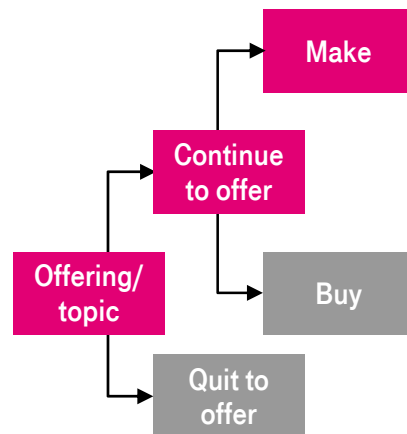 Make
Continue
to offer
Offering/
topic
Buy
Quit to
offer